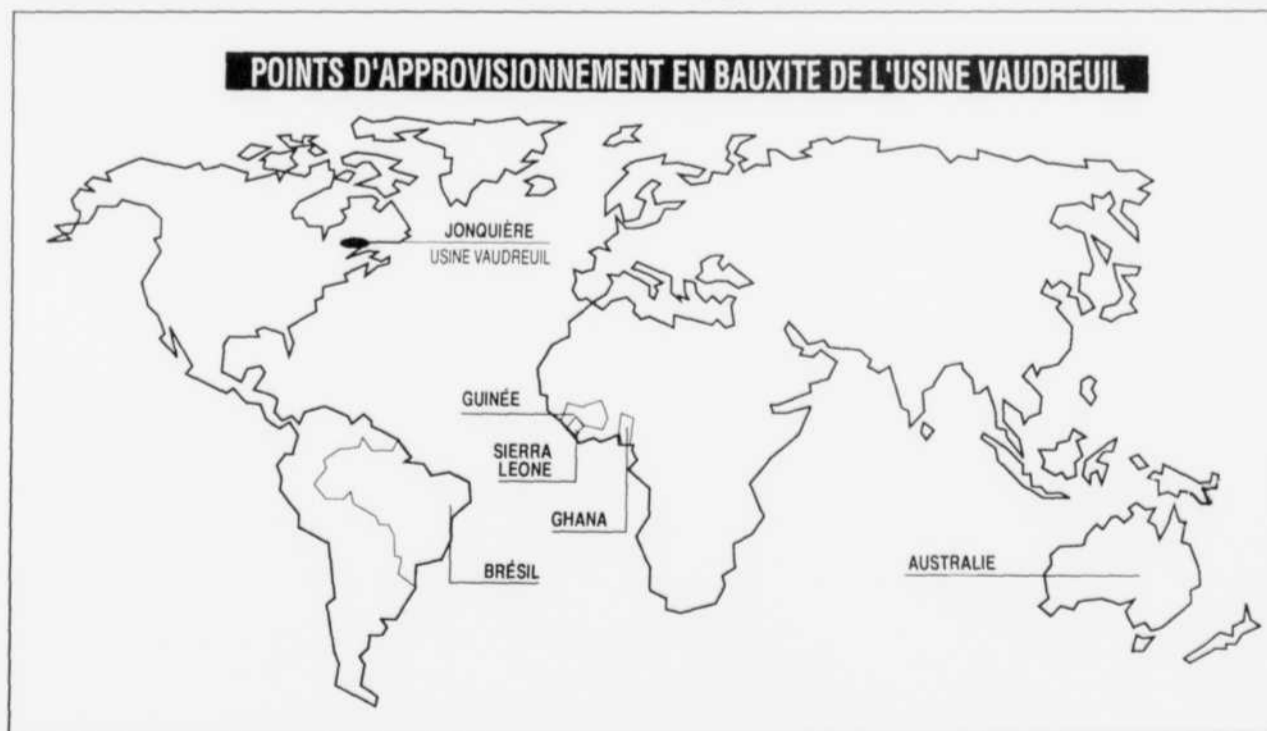 POINTS D'APPROVISIONNEMENT EN BAUXITE DE L'USINE VAUDREUIL
JONQUIÈRE
USINE VAUDREUIL
GUINÉE
SIERRA
LEONE
GHANA
BRÉSIL
AUSTRALIE